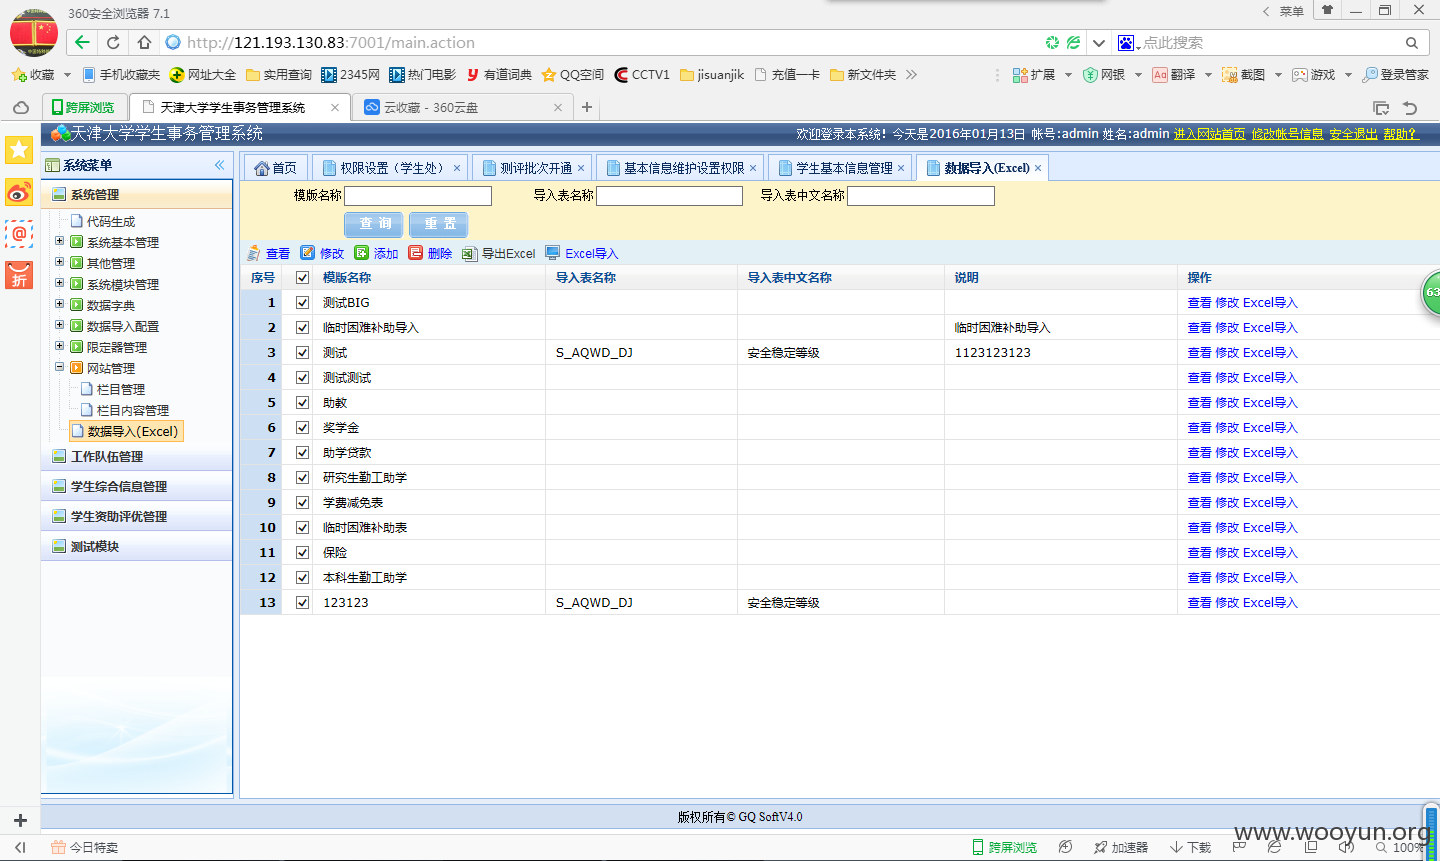 360安全浏览器 7.1
菜单
http://121.193.130.83:7001/main.action
点此搜索
收藏 手机收藏夹 网址大全 实用查询 2345网 热门电影 有道词典 QQ空间 CCTV1 jisuanjik 充值一卡 新文件夹 扩展 网银 翻译 截图 游戏 登录管家
跨屏浏览 天津大学学生事务管理系统 云收藏 - 360云盘
天津大学学生事务管理系统
欢迎登录本系统! 今天是2016年01月13日 帐号:admin 姓名:admin 进入网站首页 修改帐号信息 安全退出 帮助?
系统菜单
首页 权限设置（学生处） 测评批次开通 基本信息维护设置权限 学生基本信息管理 数据导入(Excel)
系统管理
代码生成
系统基本管理
其他管理
系统模块管理
数据字典
数据导入配置
限定器管理
网站管理
栏目管理
栏目内容管理
数据导入(Excel)
工作队伍管理
学生综合信息管理
学生资助评优管理
测试模块
折
模版名称 导入表名称 导入表中文名称
查 询 重 置
查看 修改 添加 删除 导出Excel Excel导入
序号 模版名称 导入表名称 导入表中文名称 说明 操作
1 测试BIG 查看 修改 Excel导入
2 临时困难补助导入 临时困难补助导入 查看 修改 Excel导入
3 测试 S_AQWD_DJ 安全稳定等级 1123123123 查看 修改 Excel导入
4 测试测试 查看 修改 Excel导入
5 助教 查看 修改 Excel导入
6 奖学金 查看 修改 Excel导入
7 助学贷款 查看 修改 Excel导入
8 研究生勤工助学 查看 修改 Excel导入
9 学费减免表 查看 修改 Excel导入
10 临时困难补助表 查看 修改 Excel导入
11 保险 查看 修改 Excel导入
12 本科生勤工助学 查看 修改 Excel导入
13 123123 S_AQWD_DJ 安全稳定等级 查看 修改 Excel导入
63
版权所有© GQ SoftV4.0
www.wooyun.org
今日特卖 跨屏浏览 加速器 下载 100%